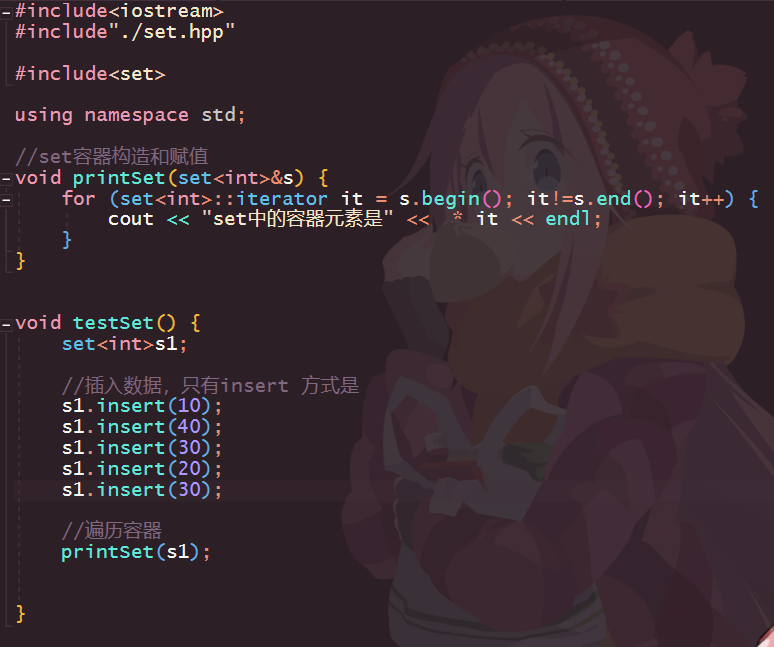 #include<iostream>
#include"./set.hpp"
#include<set>
using namespace std;
//set容器构造和赋值
void printSet(set<int>&s) {
for (set<int>::iterator it = s.begin(); it!=s.end(); it++) {
cout << "set中的容器元素是" <<  * it << endl;
}
}
void testSet() {
set<int>s1;
//插入数据，只有insert 方式是
s1.insert(10);
s1.insert(40);
s1.insert(30);
s1.insert(20);
s1.insert(30);
//遍历容器
printSet(s1);
}